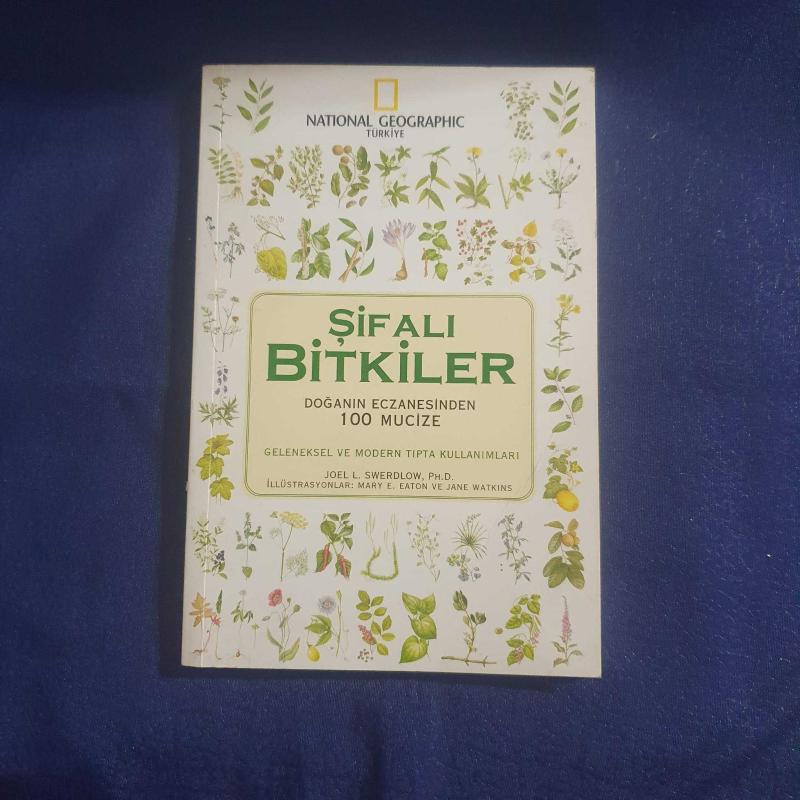 NATIONAL GEOGRAPHIC
TÜRKİYE
ŞİFALI
BİTKİLER
DOĞANIN ECZANESİNDEN
100 MUCİZE
GELENEKSEL VE MODERN TIPTA KULLANIMLARI
JOEL L. SWERDLOW, PH.D.
İLLÜSTRASYONLAR: MARY E. EATON VE JANE WATKINS